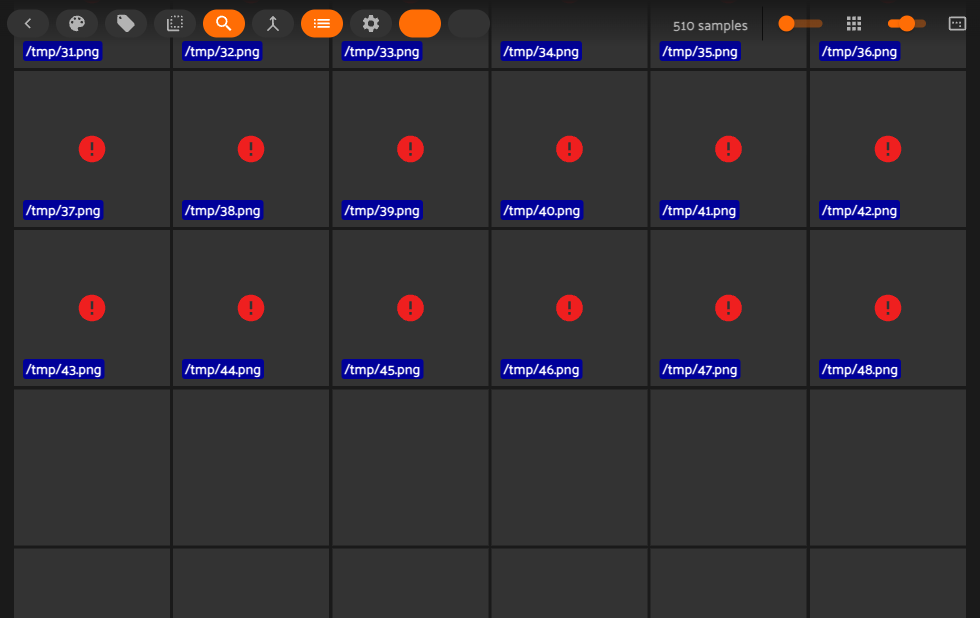 510 samples
/tmp/31.png /tmp/32.png /tmp/33.png /tmp/34.png /tmp/35.png /tmp/36.png
/tmp/37.png /tmp/38.png /tmp/39.png /tmp/40.png /tmp/41.png /tmp/42.png
/tmp/43.png /tmp/44.png /tmp/45.png /tmp/46.png /tmp/47.png /tmp/48.png